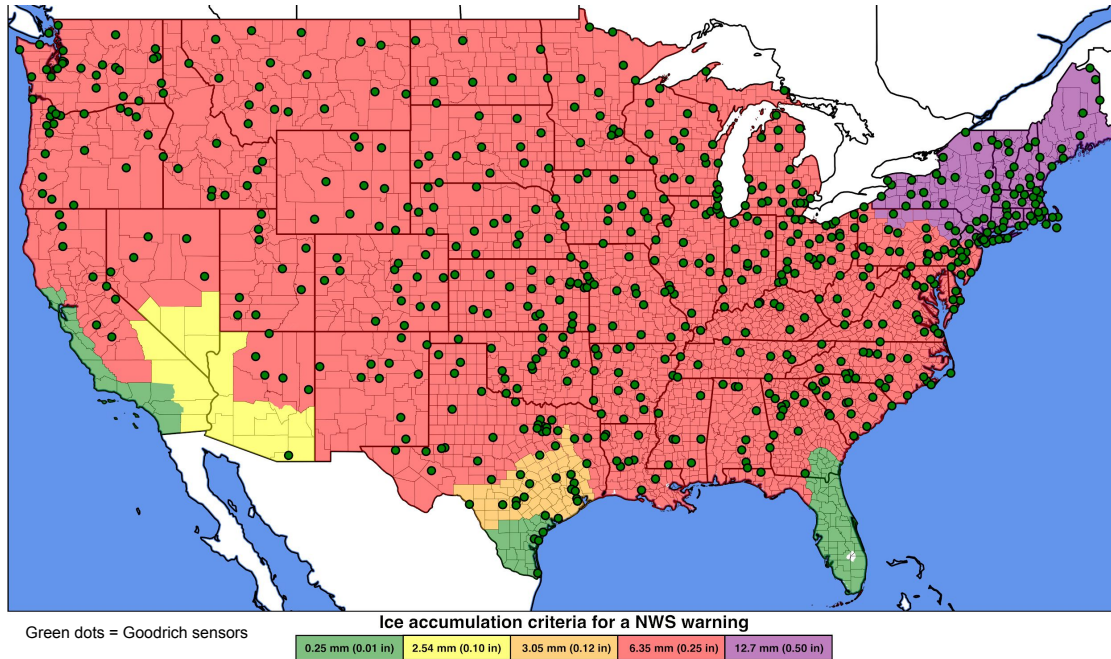 Ice accumulation criteria for a NWS warning
Green dots = Goodrich sensors
0.25 mm (0.01 in) 2.54 mm (0.10 in) 3.05 mm (0.12 in) 6.35 mm (0.25 in) 12.7 mm (0.50 in)